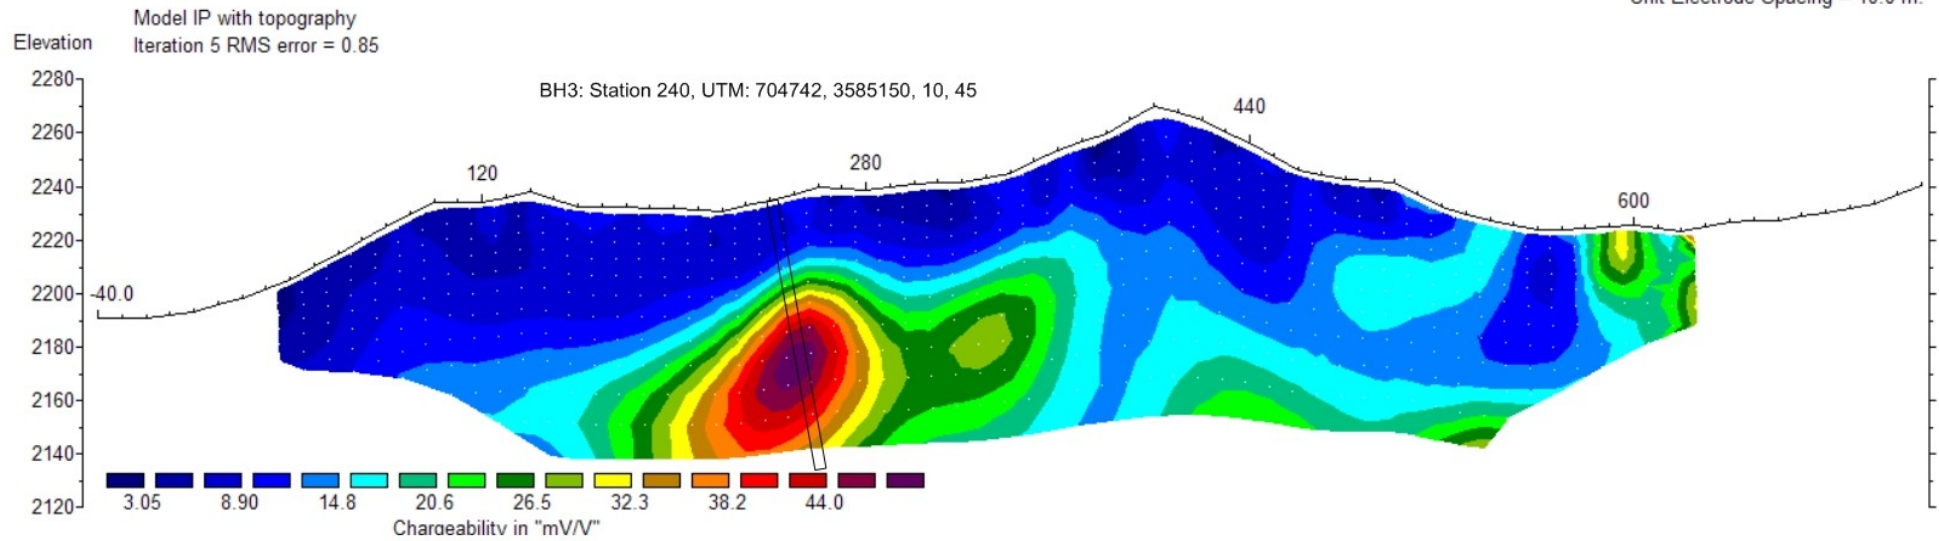 Model IP with topography
Elevation
Iteration 5 RMS error = 0.85
2280
BH3: Station 240, UTM: 704742, 3585150, 10, 45
440
2260
280
120
2240
600
2220
2200
-40.0
2180
2160
2140
3.05 8.90 14.8 20.6 26.5 32.3 38.2 44.0
2120
Chargeability in "mV/V"